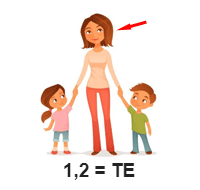 1,2 = TE